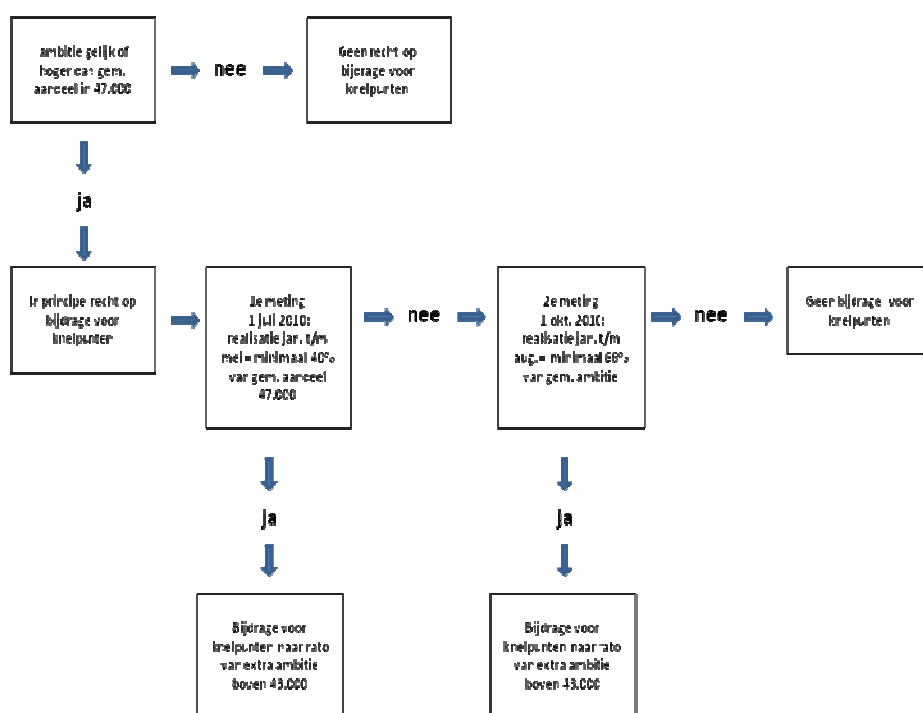 ambitie gelijk of
hoger dan gem.
aandeel in 47.000
nee
Geen recht op
bijdrage voor
knelpunten
ja
In principe recht op
bijdrage voor
knelpunten
1e meting
1 juli 2010:
realisatie jan. t/m
mei = minimaal 40%
van gem. aandeel
47.000
nee
2e meting
1 okt. 2010:
realisatie jan. t/m
aug. = minimaal 66%
van gem. ambitie
nee
Geen bijdrage voor
knelpunten
ja
ja
Bijdrage voor
knelpunten naar rato
van extra ambitie
boven
Bijdrage voor
knelpunten naar rato
van extra ambitie
boven